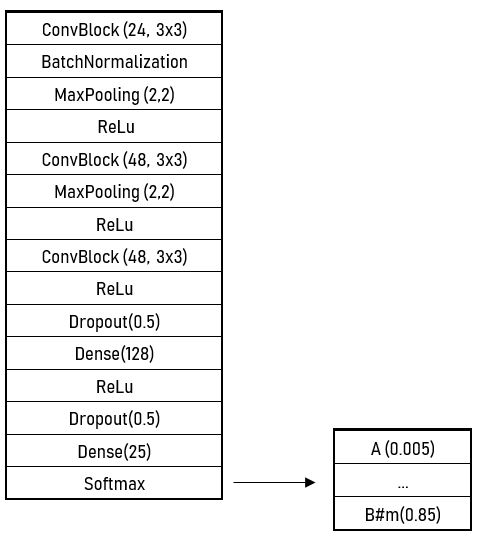 ConvBlock (24, 3x3)
BatchNormalization
MaxPooling (2,2)
ReLu
ConvBlock (48, 3x3)
MaxPooling (2,2)
ReLu
ConvBlock (48, 3x3)
ReLu
Dropout(0.5)
Dense(128)
ReLu
Dropout(0.5)
Dense(25)
Softmax
A (0.005)
...
B#m(0.85)